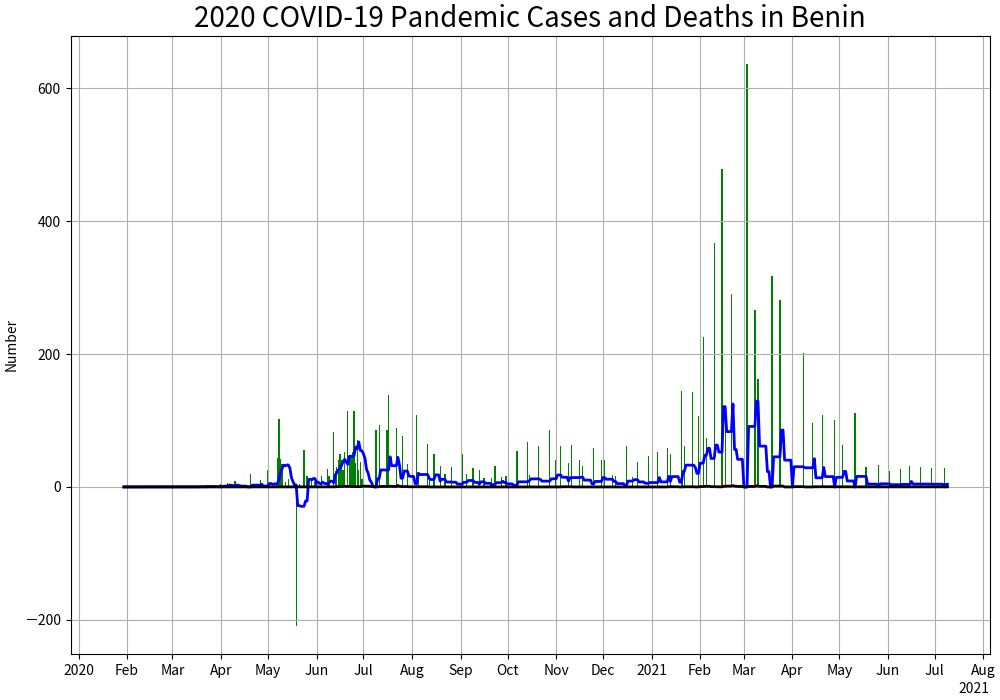 2020 COVID-19 Pandemic Cases and Deaths in Benin
Number
600
400
200
0
−200
2020 Feb Mar Apr May Jun Jul Aug Sep Oct Nov Dec 2021 Feb Mar Apr May Jun Jul Aug
2021